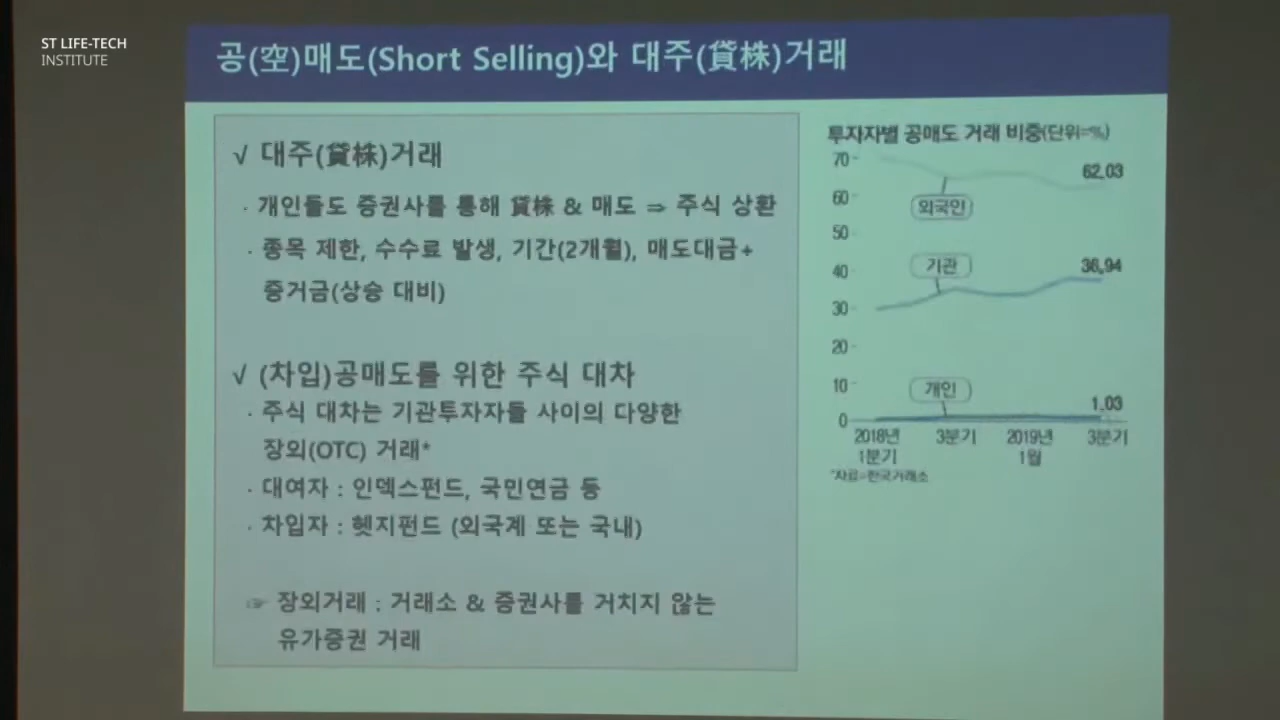 ST LIFE-TECH
INSTITUTE
공(空)매도(Short Selling)와 대주(貸株)거래
√ 대주(貸株)거래
· 개인들도 증권사를 통해 貸株 & 매도 ⇒ 주식 상환
· 종목 제한, 수수료 발생, 기간(2개월), 매도대금+
증거금(상승 대비)
√ (차입)공매도를 위한 주식 대차
· 주식 대차는 기관투자자들 사이의 다양한
장외(OTC) 거래*
· 대여자 : 인덱스펀드, 국민연금 등
· 차입자 : 헷지펀드 (외국계 또는 국내)
☞ 장외거래 : 거래소 & 증권사를 거치지 않는
유가증권 거래
투자자별 공매도 거래 비중(단위=%)
70
62.03
60
외국인
50
기관
36.94
40
30
20
10
개인
1.03
0
2018년 3분기 2019년 3분기
1분기 1월
*자료=한국거래소